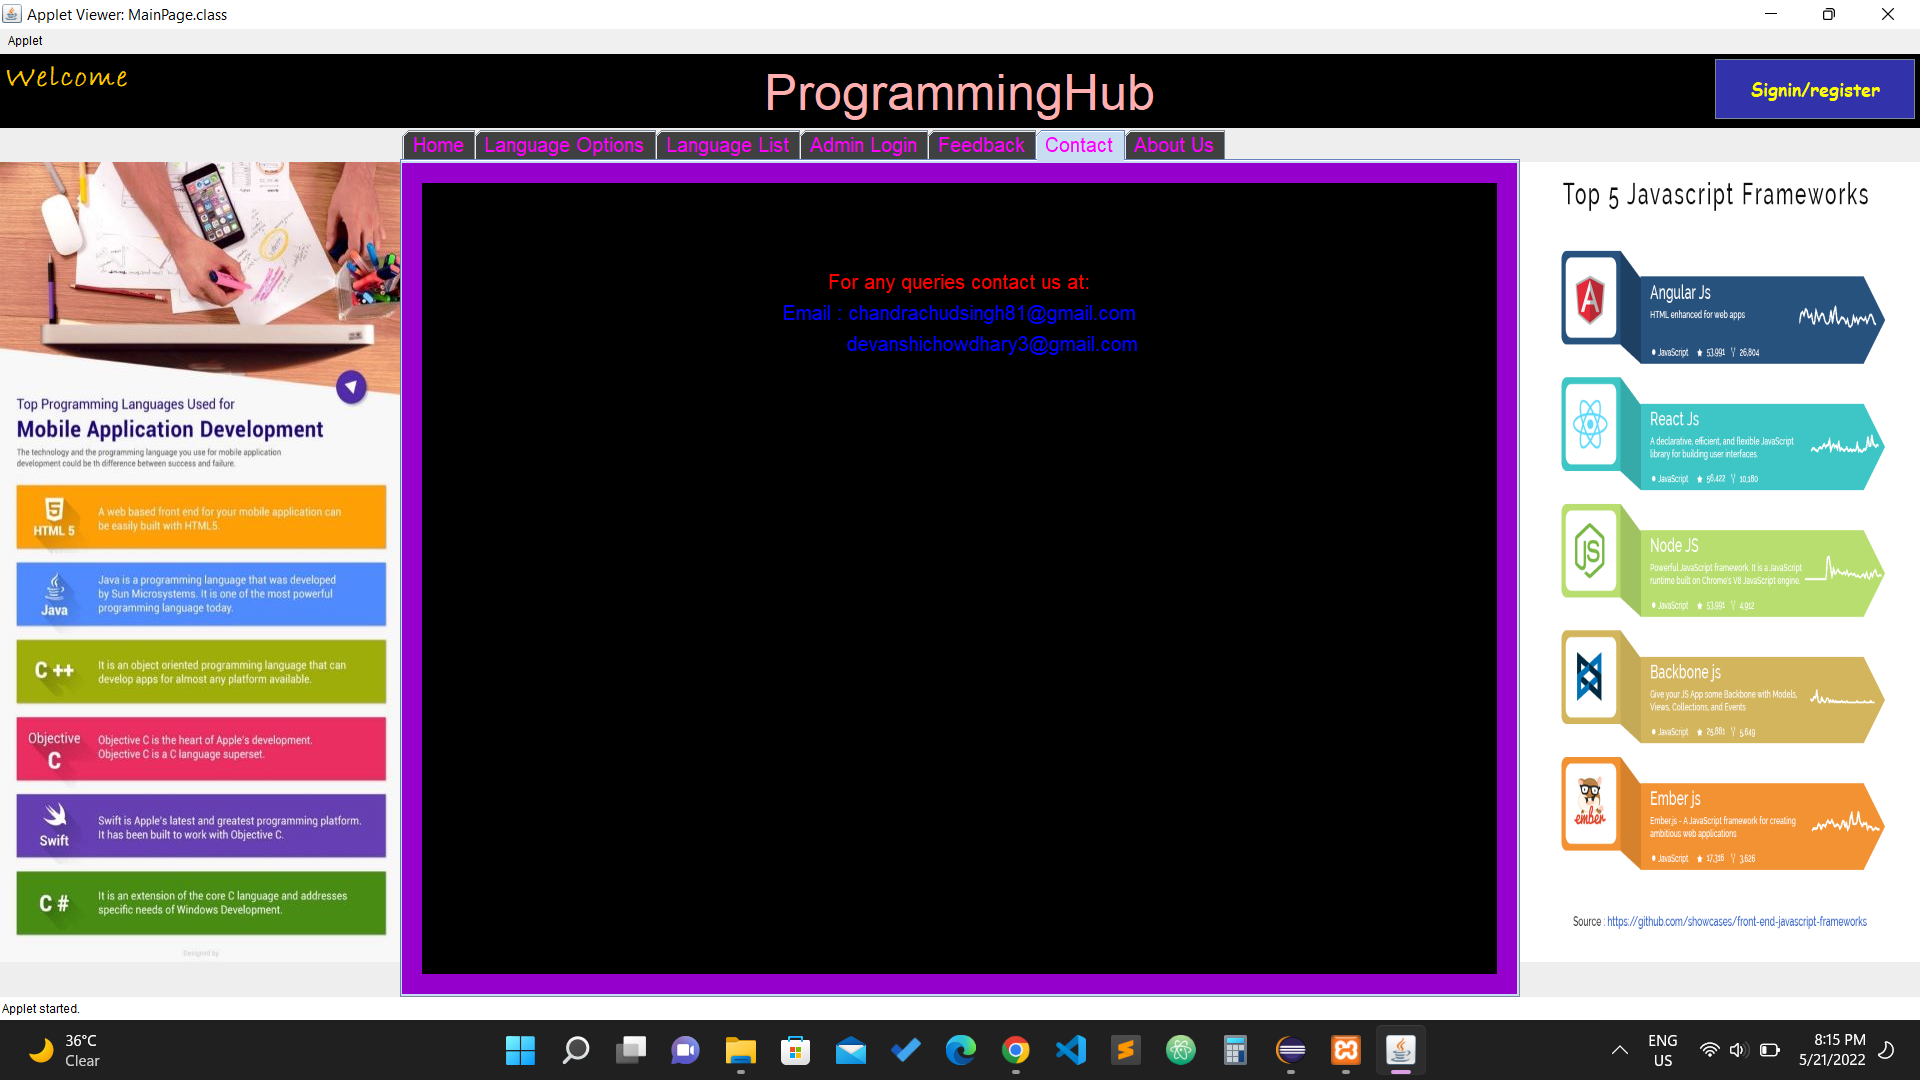 Applet Viewer: MainPage.class
Applet
Welcome
ProgrammingHub
Signin/register
Home
Language Options
Language List
Admin Login
Feedback
Contact
About Us
For any queries contact us at:
Email : chandrachudsingh81@gmail.com
devanshichowdhary3@gmail.com
Top Programming Languages Used for
Mobile Application Development
The technology and the programming language you use for mobile application
development could be th difference between success and failure.
HTML 5
A web based front end for your mobile application can
be easily built with HTML5.
Java
Java is a programming language that was developed
by Sun Microsystems. It is one of the most powerful
programming language today.
C ++
It is an object oriented programming language that can
develop apps for almost any platform available.
Objective
C
Objective C is the heart of Apple's development.
Objective C is a C language superset.
Swift
Swift is Apple's latest and greatest programming platform.
It has been built to work with Objective C.
C #
It is an extension of the core C language and addresses
specific needs of Windows Development.
Designed by
Top 5 Javascript Frameworks
Angular Js
HTML enhanced for web apps
JavaScript 53,991 26,804
React Js
A declarative, efficient, and flexible JavaScript
library for building user interfaces.
JavaScript 56,422 10,180
JS
Node JS
Powerful JavaScript framework. It is a JavaScript
runtime built on Chrome's V8 JavaScript engine.
JavaScript 53,991 4,912
Backbone js
Give your JS App some Backbone with Models,
Views, Collections, and Events
JavaScript 25,881 5,649
ember
Ember js
Ember.js - A JavaScript framework for creating
ambitious web applications
JavaScript 17,316 3,626
Source : https://github.com/showcases/front-end-javascript-frameworks
Applet started.
36°C
Clear
ENG
US
8:15 PM
5/21/2022